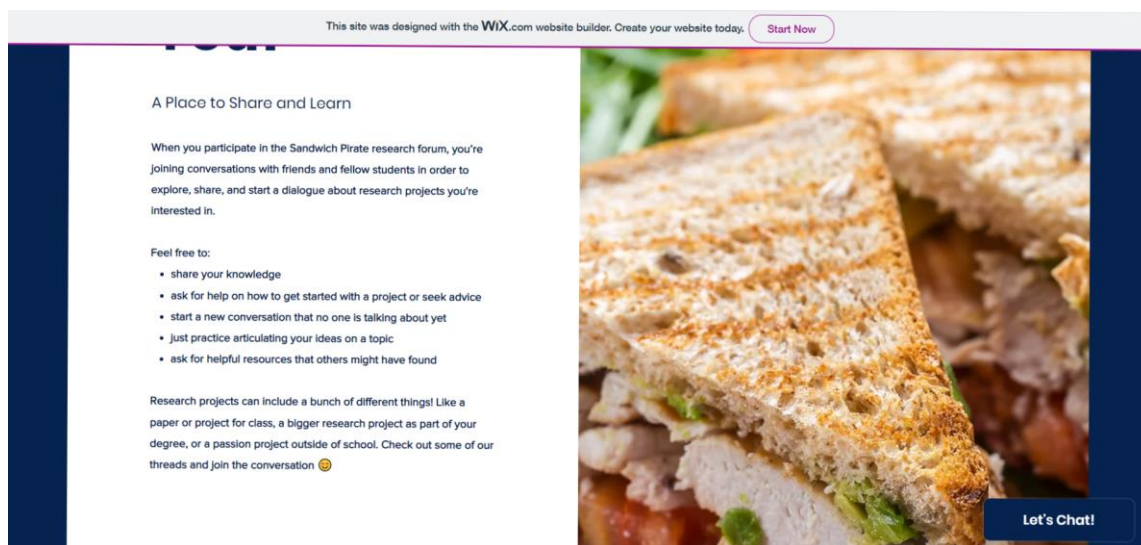 This site was designed with the WiX.com website builder. Create your website today. Start Now
A Place to Share and Learn
When you participate in the Sandwich Pirate research forum, you're
joining conversations with friends and fellow students in order to
explore, share, and start a dialogue about research projects you're
interested in.
Feel free to:
• share your knowledge
• ask for help on how to get started with a project or seek advice
• start a new conversation that no one is talking about yet
• just practice articulating your ideas on a topic
• ask for helpful resources that others might have found
Research projects can include a bunch of different things! Like a
paper or project for class, a bigger research project as part of your
degree, or a passion project outside of school. Check out some of our
threads and join the conversation 😊
Let's Chat!